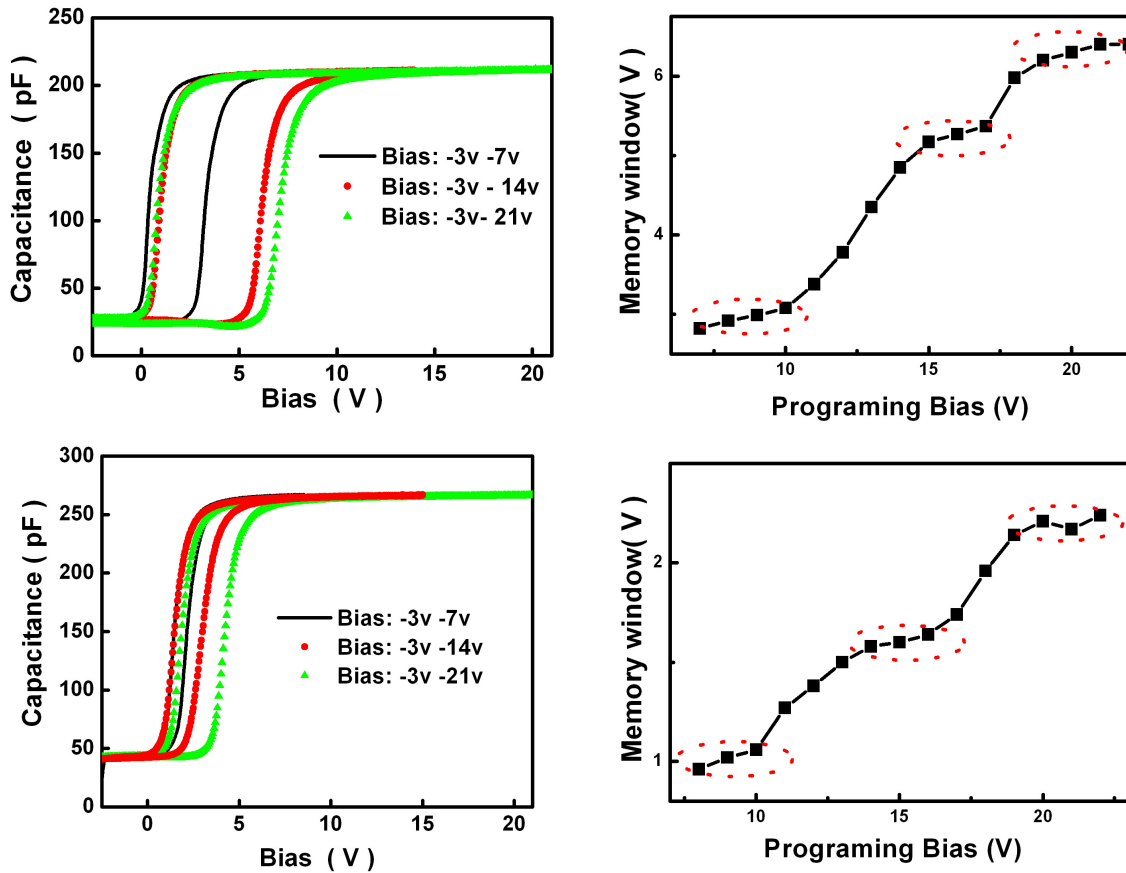 250
200
150
100
50
0
Capacitance ( pF)
Bias: -3v -7v
Bias: -3v - 14v
Bias: -3v- 21v
0 5 10 15 20
Bias ( V )
6
4
Memory window( V)
10 15 20
Programing Bias (V)
300
250
200
150
100
50
0
Capacitance ( pF)
Bias: -3v -7v
Bias: -3v -14v
Bias: -3v -21v
0 5 10 15 20
Bias ( V )
2
1
Memory window( V)
10 15 20
Programing Bias (V)